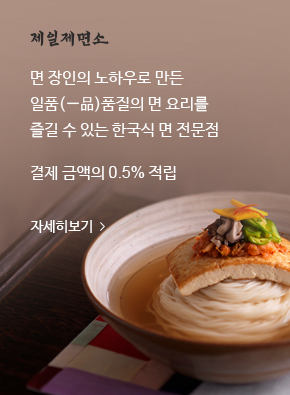 제일제면소
면 장인의 노하우로 만든
일품(一品)품질의 면 요리를
즐길 수 있는 한국식 면 전문점
결제 금액의 0.5% 적립
자세히보기 >